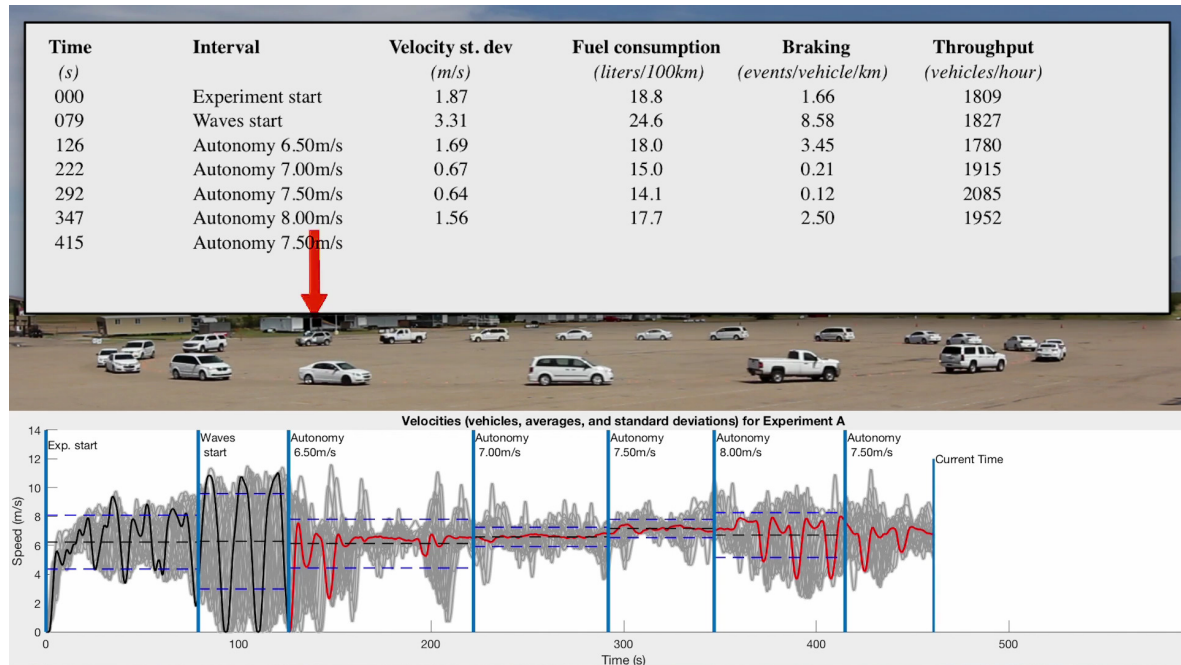 Time Interval Velocity st. dev Fuel consumption Braking Throughput
(s) (m/s) (liters/100km) (events/vehicle/km) (vehicles/hour)
000 Experiment start 1.87 18.8 1.66 1809
079 Waves start 3.31 24.6 8.58 1827
126 Autonomy 6.50m/s 1.69 18.0 3.45 1780
222 Autonomy 7.00m/s 0.67 15.0 0.21 1915
292 Autonomy 7.50m/s 0.64 14.1 0.12 2085
347 Autonomy 8.00m/s 1.56 17.7 2.50 1952
415 Autonomy 7.50m/s
Velocities (vehicles, averages, and standard deviations) for Experiment A
Exp. start
Waves
start
Autonomy
6.50m/s
Autonomy
7.00m/s
Autonomy
7.50m/s
Autonomy
8.00m/s
Autonomy
7.50m/s
Current Time
Speed (m/s)
14
12
10
8
6
4
2
0
0 100 200 300 400 500
Time (s)